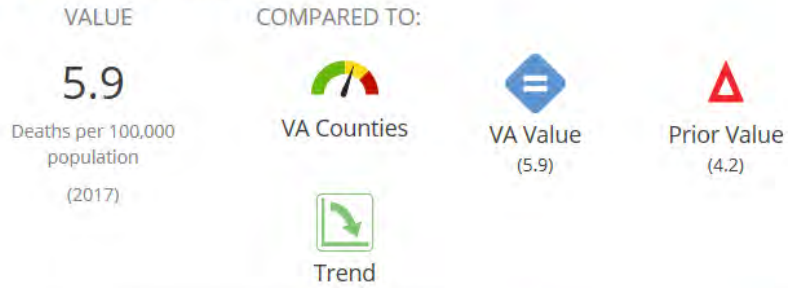 VALUE
COMPARED TO:
5.9
Deaths per 100,000
population
(2017)
VA Counties
VA Value
(5.9)
Prior Value
(4.2)
Trend